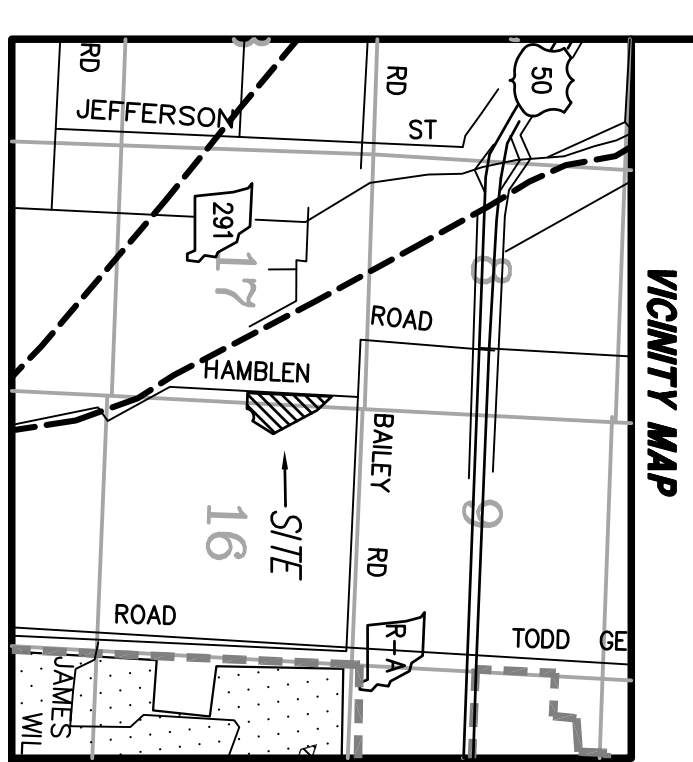 VICINITY MAP
RD
RD
50
JEFFERSON ST
291
17
8
ROAD
HAMBLEN
BAILEY RD
9
16
SITE
ROAD
R-A
TODD GE
JAMES
WIL